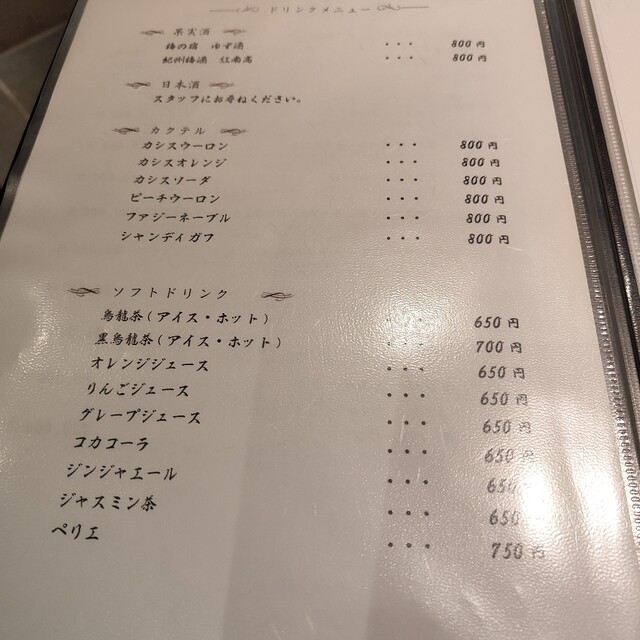 ドリンクメニュー
果実酒
梅の宿 ゆず酒 ・・・ 800円
紀州梅酒 紅南高 ・・・ 800円
日本酒
スタッフにお尋ねください。
カクテル
カシスウーロン ・・・ 800円
カシスオレンジ ・・・ 800円
カシスソーダ ・・・ 800円
ピーチウーロン ・・・ 800円
ファジーネーブル ・・・ 800円
シャンディガフ ・・・ 800円
ソフトドリンク
烏龍茶(アイス・ホット) ・・・ 650円
黒烏龍茶(アイス・ホット) ・・・ 700円
オレンジジュース ・・・ 650円
りんごジュース ・・・ 650円
グレープジュース ・・・ 650円
コカコーラ ・・・ 650円
ジンジャエール ・・・ 650円
ジャスミン茶 ・・・ 650円
ペリエ ・・・ 750円